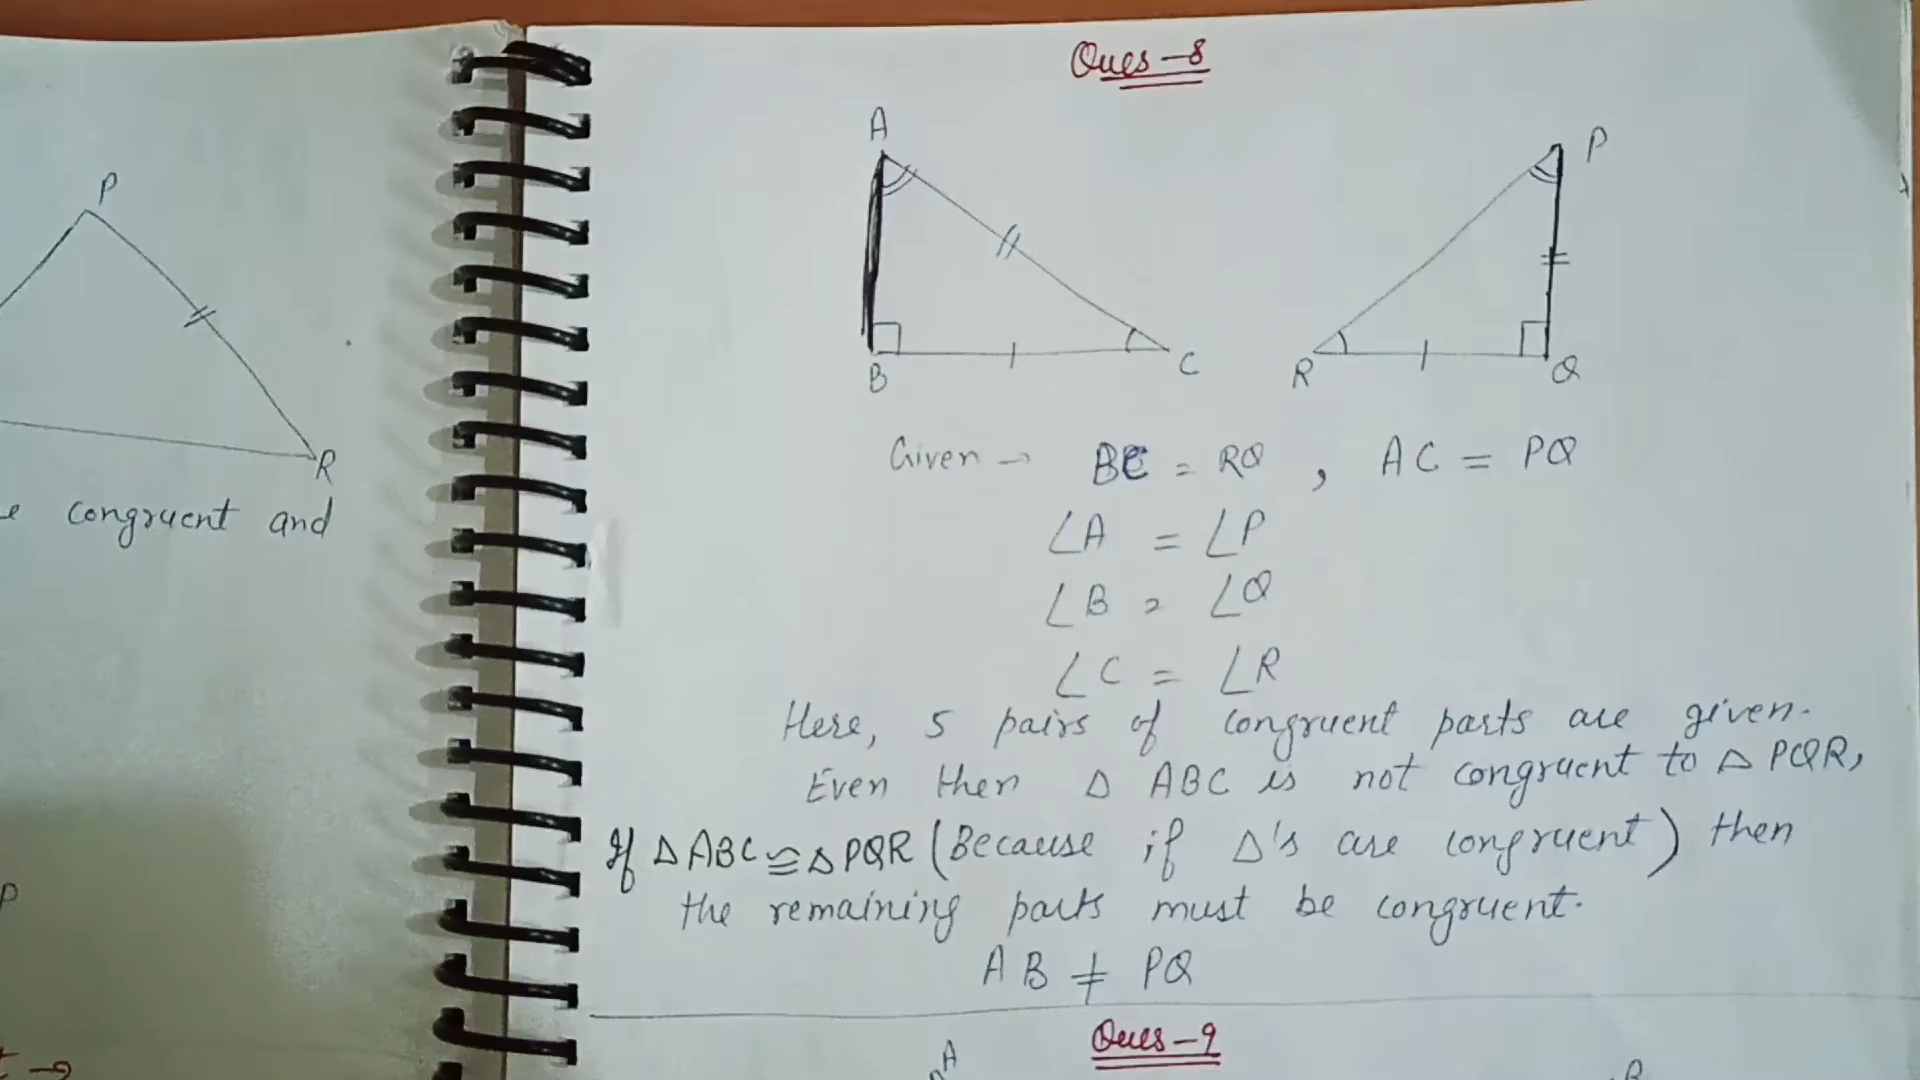 P
R
congruent and
P
Ques-8
A
B
C
P
R
Q
Given → BC = RQ , AC = PQ
∠A = ∠P
∠B = ∠Q
∠C = ∠R
Here, 5 pairs of congruent parts are given.
Even then △ ABC is not congruent to △ PQR,
If △ ABC ≅ △ PQR (Because if △'s are congruent) then
the remaining parts must be congruent.
AB ≠ PQ
Ques-9
A